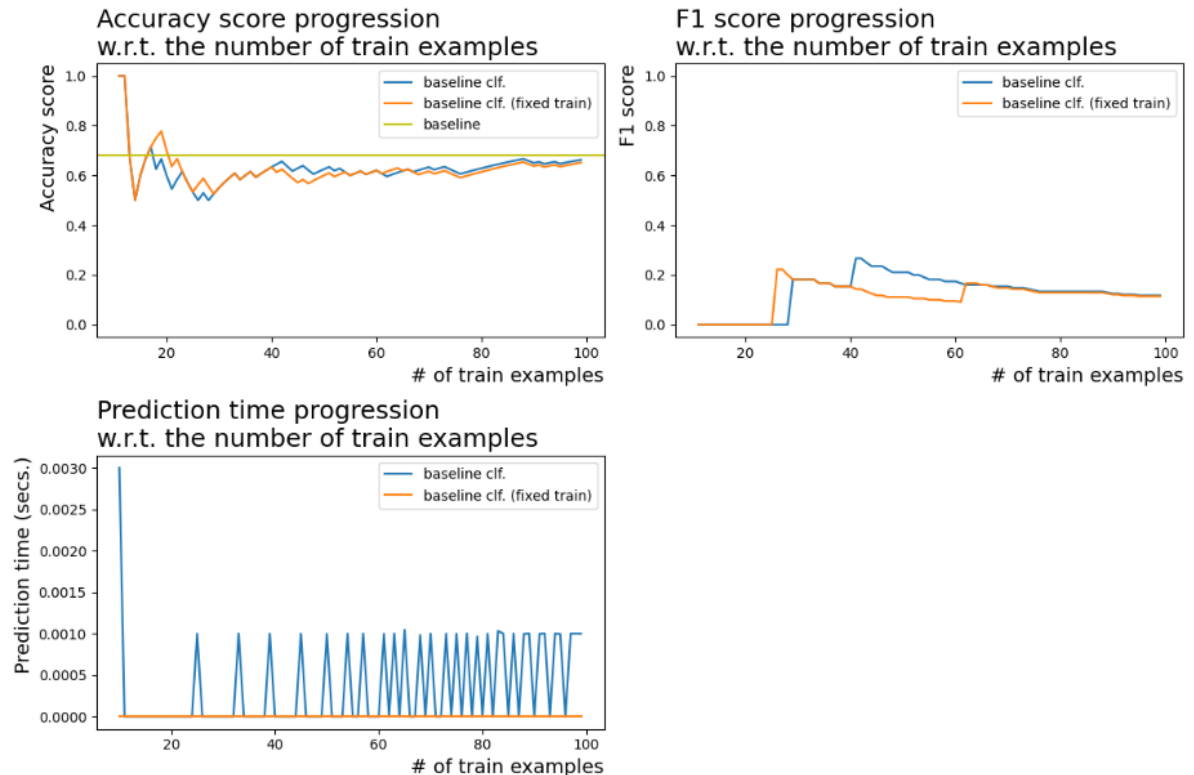 Accuracy score progression
w.r.t. the number of train examples
Accuracy score
1.0
0.8
0.6
0.4
0.2
0.0
baseline clf.
baseline clf. (fixed train)
baseline
20
40
60
80
100
# of train examples
F1 score progression
w.r.t. the number of train examples
F1 score
1.0
0.8
0.6
0.4
0.2
0.0
baseline clf.
baseline clf. (fixed train)
20
40
60
80
100
# of train examples
Prediction time progression
w.r.t. the number of train examples
Prediction time (secs.)
0.0030
0.0025
0.0020
0.0015
0.0010
0.0005
0.0000
baseline clf.
baseline clf. (fixed train)
20
40
60
80
100
# of train examples